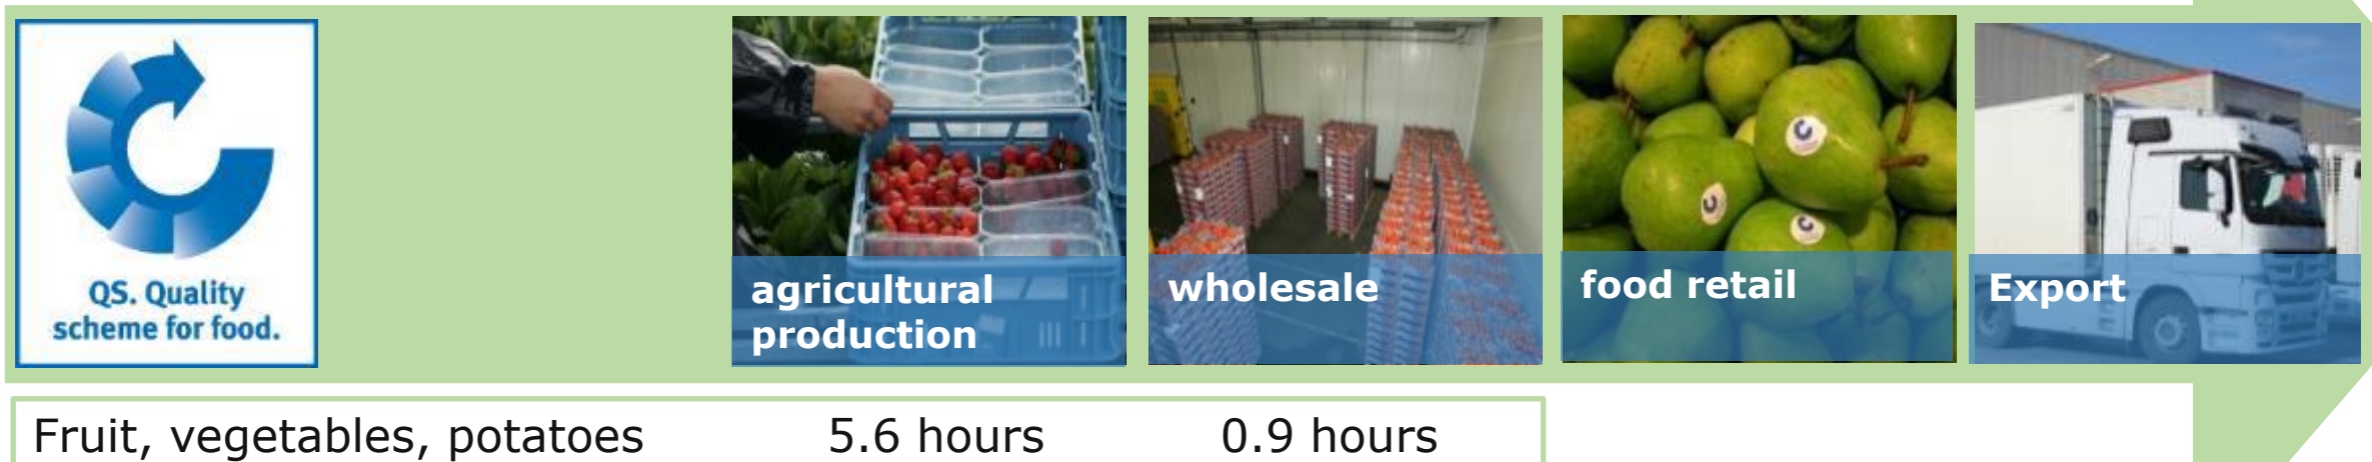 QS. Quality
scheme for food.
agricultural
production
wholesale
food retail
Export
Fruit, vegetables, potatoes 5.6 hours 0.9 hours